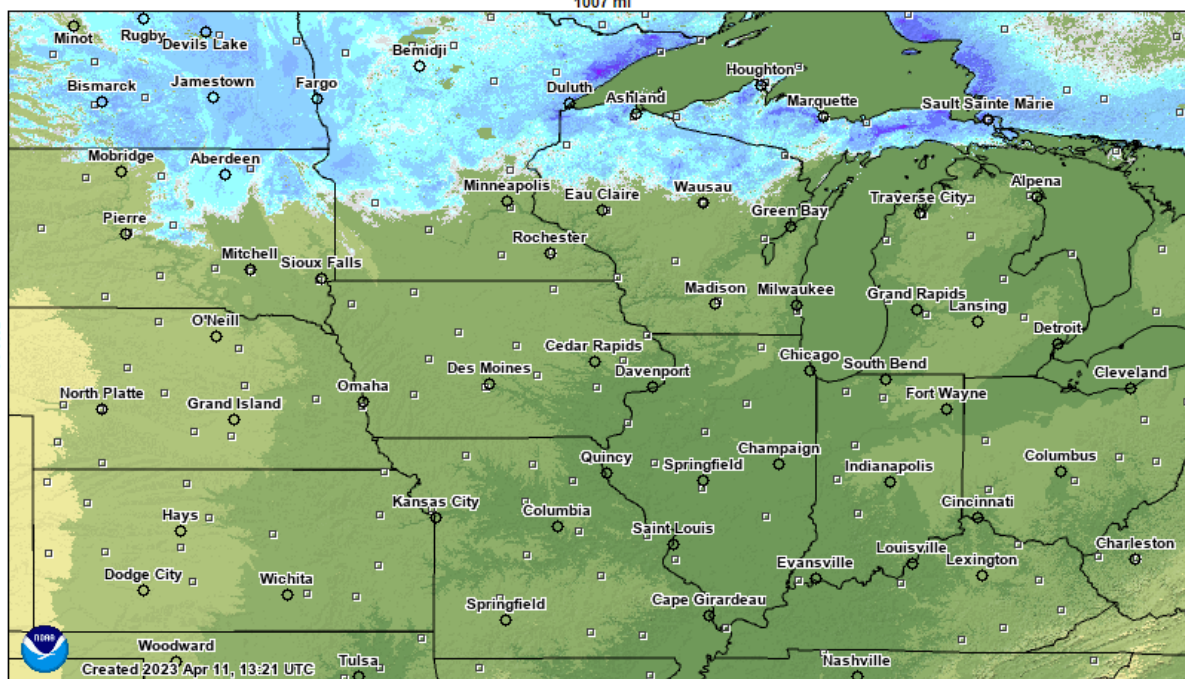 1007 mi
Minot
Rugby
Devils Lake
Bemidji
Houghton
Bismarck
Jamestown
Fargo
Duluth
Ashland
Marquette
Sault Sainte Marie
Mobridge
Aberdeen
Minneapolis
Eau Claire
Wausau
Alpena
Traverse City
Pierre
Green Bay
Rochester
Mitchell
Sioux Falls
Madison
Milwaukee
Grand Rapids
Lansing
O'Neill
Detroit
Cedar Rapids
Chicago
South Bend
Des Moines
Davenport
Cleveland
North Platte
Omaha
Grand Island
Fort Wayne
Quincy
Champaign
Springfield
Indianapolis
Columbus
Kansas City
Columbia
Cincinnati
Hays
Saint Louis
Charleston
Evansville
Louisville
Lexington
Dodge City
Wichita
Springfield
Cape Girardeau
NOAA
Woodward
Tulsa
Nashville
Created 2023 Apr 11, 13:21 UTC